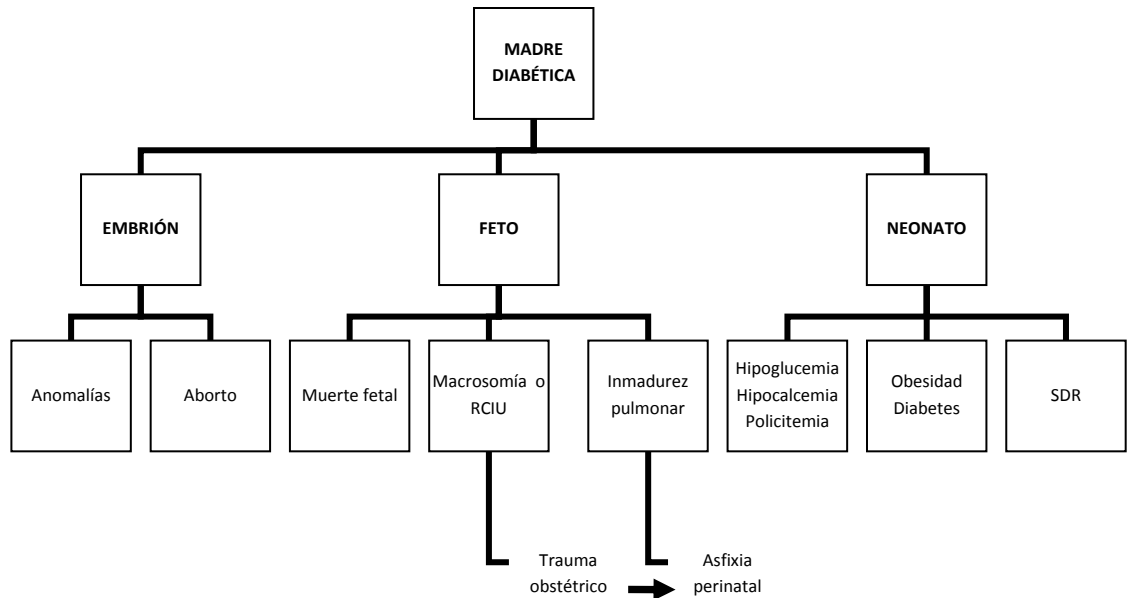 MADRE
DIABÉTICA
EMBRIÓN
FETO
NEONATO
Anomalías
Aborto
Muerte fetal
Macrosomía o
RCIU
Inmadurez
pulmonar
Hipoglucemia
Hipocalcemia
Policitemia
Obesidad
Diabetes
SDR
Trauma
obstétrico
Asfixia
perinatal